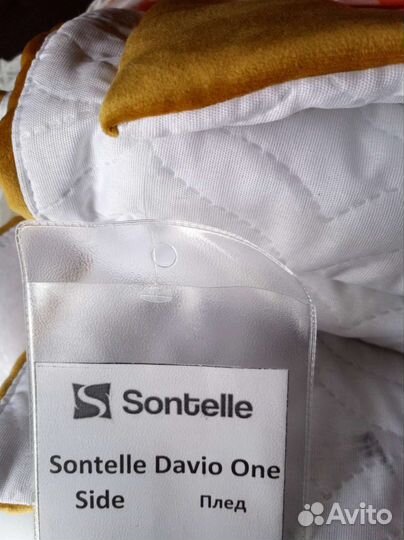 Sontelle
Sontelle Davio One
Side Плед
Avito